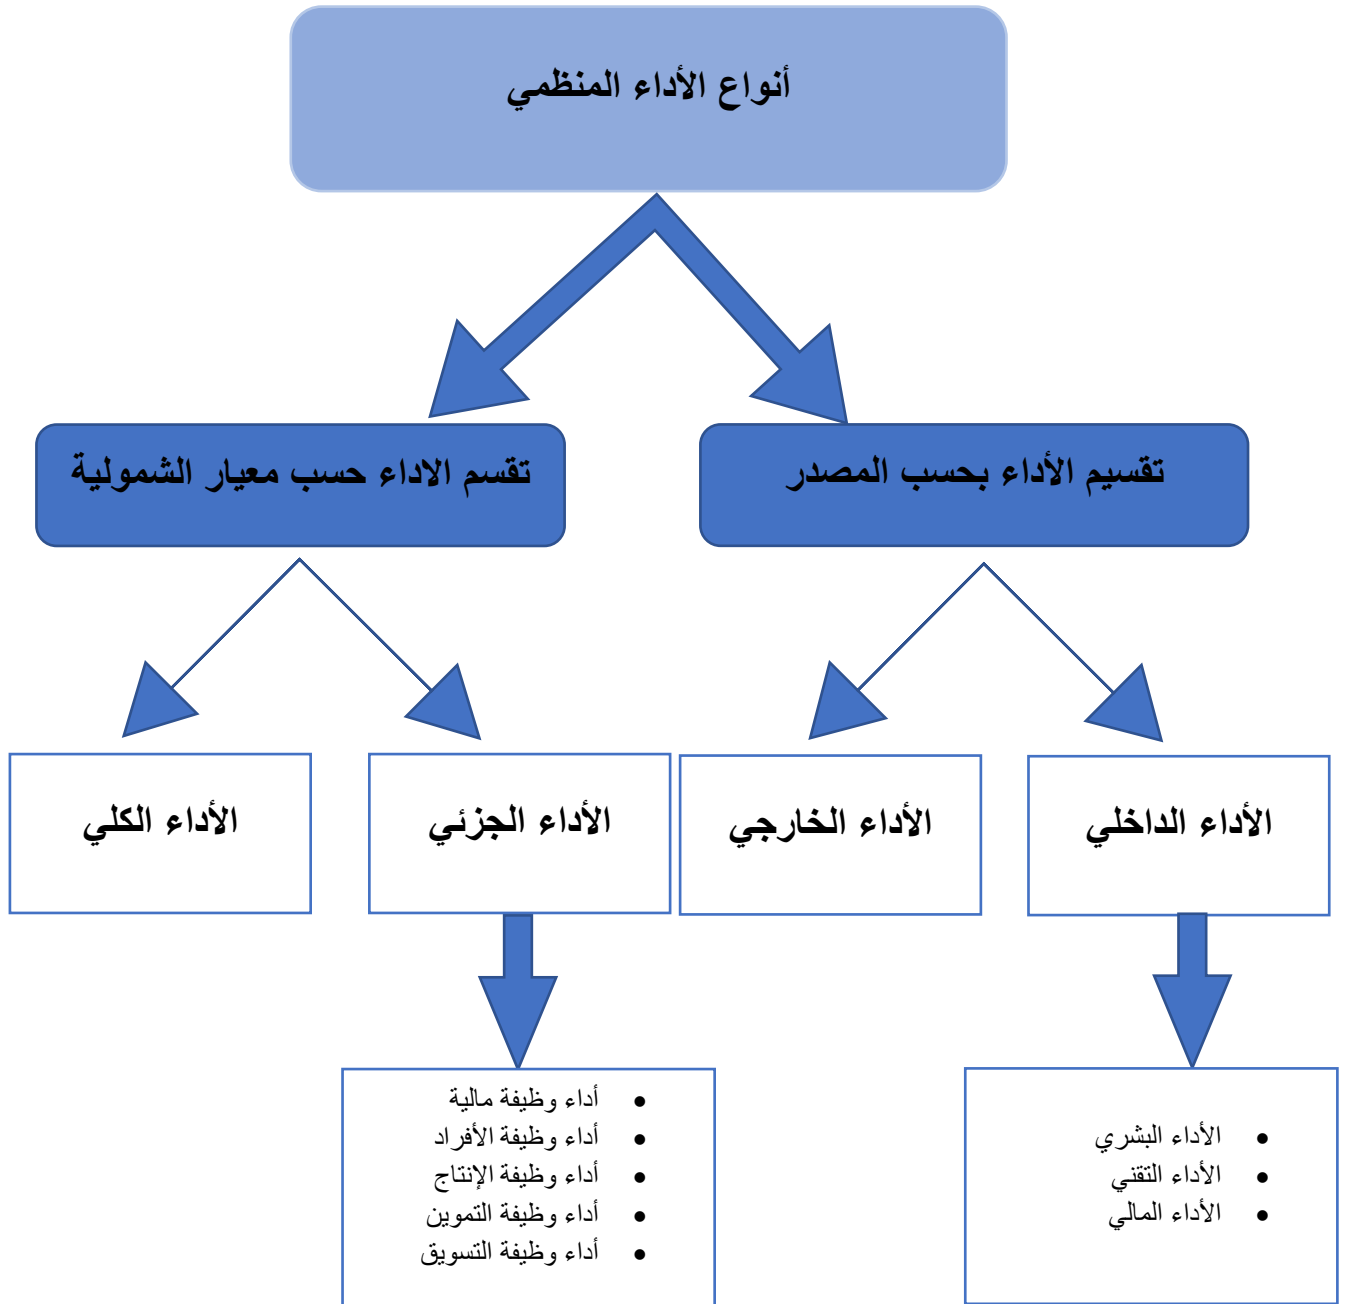 أنواع الأداء المنظمي
تقسيم الأداء بحسب المصدر
تقسم الاداء حسب معيار الشمولية
الأداء الداخلي
الأداء الخارجي
الأداء الجزئي
الأداء الكلي
• الأداء البشري
• الأداء التقني
• الأداء المالي
• أداء وظيفة مالية
• أداء وظيفة الأفراد
• أداء وظيفة الإنتاج
• أداء وظيفة التموين
• أداء وظيفة التسويق